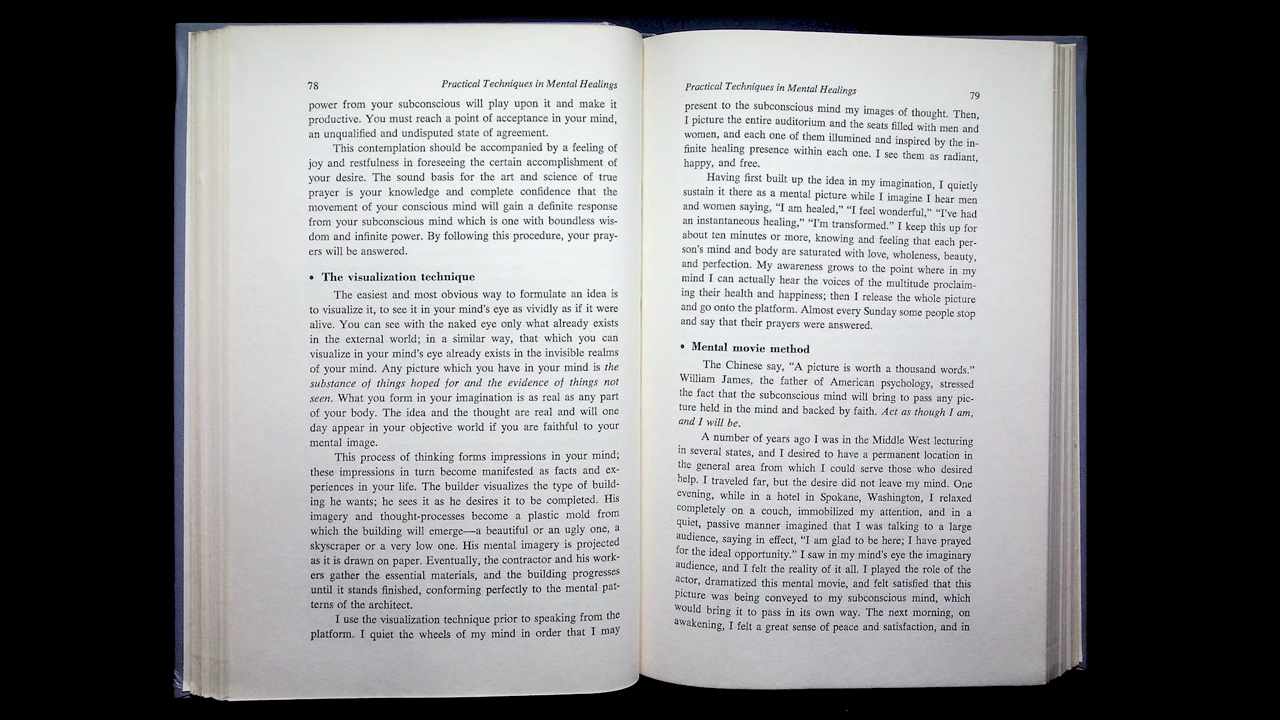 78
Practical Techniques in Mental Healings
power from your subconscious will play upon it and make it
productive. You must reach a point of acceptance in your mind,
an unqualified and undisputed state of agreement.
This contemplation should be accompanied by a feeling of
joy and restfulness in foreseeing the certain accomplishment of
your desire. The sound basis for the art and science of true
prayer is your knowledge and complete confidence that the
movement of your conscious mind will gain a definite response
from your subconscious mind which is one with boundless wis-
dom and infinite power. By following this procedure, your pray-
ers will be answered.
• The visualization technique
The easiest and most obvious way to formulate an idea is
to visualize it, to see it in your mind's eye as vividly as if it were
alive. You can see with the naked eye only what already exists
in the external world; in a similar way, that which you can
visualize in your mind's eye already exists in the invisible realms
of your mind. Any picture which you have in your mind is the
substance of things hoped for and the evidence of things not
seen. What you form in your imagination is as real as any part
of your body. The idea and the thought are real and will one
day appear in your objective world if you are faithful to your
mental image.
This process of thinking forms impressions in your mind;
these impressions in turn become manifested as facts and ex-
periences in your life. The builder visualizes the type of build-
ing he wants; he sees it as he desires it to be completed. His
imagery and thought-processes become a plastic mold from
which the building will emerge—a beautiful or an ugly one, a
skyscraper or a very low one. His mental imagery is projected
as it is drawn on paper. Eventually, the contractor and his work-
ers gather the essential materials, and the building progresses
until it stands finished, conforming perfectly to the mental pat-
terns of the architect.
I use the visualization technique prior to speaking from the
platform. I quiet the wheels of my mind in order that I may
Practical Techniques in Mental Healings
79
present to the subconscious mind my images of thought. Then,
I picture the entire auditorium and the seats filled with men and
women, and each one of them illumined and inspired by the in-
finite healing presence within each one. I see them as radiant,
happy, and free.
Having first built up the idea in my imagination, I quietly
sustain it there as a mental picture while I imagine I hear men
and women saying, "I am healed," "I feel wonderful," "I've had
an instantaneous healing," "I'm transformed." I keep this up for
about ten minutes or more, knowing and feeling that each per-
son's mind and body are saturated with love, wholeness, beauty,
and perfection. My awareness grows to the point where in my
mind I can actually hear the voices of the multitude proclaim-
ing their health and happiness; then I release the whole picture
and go onto the platform. Almost every Sunday some people stop
and say that their prayers were answered.
• Mental movie method
The Chinese say, "A picture is worth a thousand words."
William James, the father of American psychology, stressed
the fact that the subconscious mind will bring to pass any pic-
ture held in the mind and backed by faith. Act as though I am,
and I will be.
A number of years ago I was in the Middle West lecturing
in several states, and I desired to have a permanent location in
the general area from which I could serve those who desired
help. I traveled far, but the desire did not leave my mind. One
evening, while in a hotel in Spokane, Washington, I relaxed
completely on a couch, immobilized my attention, and in a
quiet, passive manner imagined that I was talking to a large
audience, saying in effect, "I am glad to be here; I have prayed
for the ideal opportunity." I saw in my mind's eye the imaginary
audience, and I felt the reality of it all. I played the role of the
actor, dramatized this mental movie, and felt satisfied that this
picture was being conveyed to my subconscious mind, which
would bring it to pass in its own way. The next morning, on
awakening, I felt a great sense of peace and satisfaction, and in